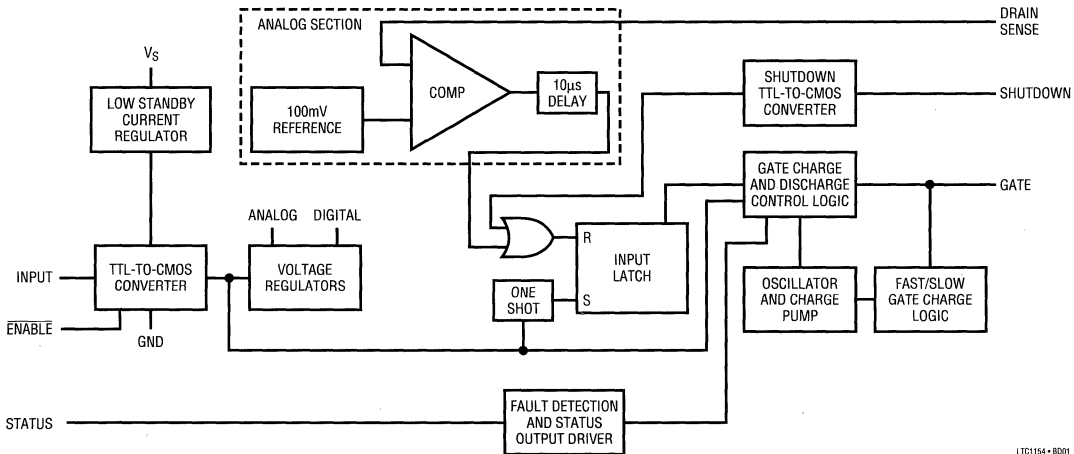 ANALOG SECTION
DRAIN
SENSE
VS
LOW STANDBY
CURRENT
REGULATOR
100mV
REFERENCE
COMP
10µs
DELAY
SHUTDOWN
TTL-TO-CMOS
CONVERTER
SHUTDOWN
GATE CHARGE
AND DISCHARGE
CONTROL LOGIC
GATE
ANALOG DIGITAL
INPUT
TTL-TO-CMOS
CONVERTER
VOLTAGE
REGULATORS
R
INPUT
LATCH
S
ONE
SHOT
OSCILLATOR
AND CHARGE
PUMP
FAST/SLOW
GATE CHARGE
LOGIC
ENABLE
GND
STATUS
FAULT DETECTION
AND STATUS
OUTPUT DRIVER
LTC1154 • BD01